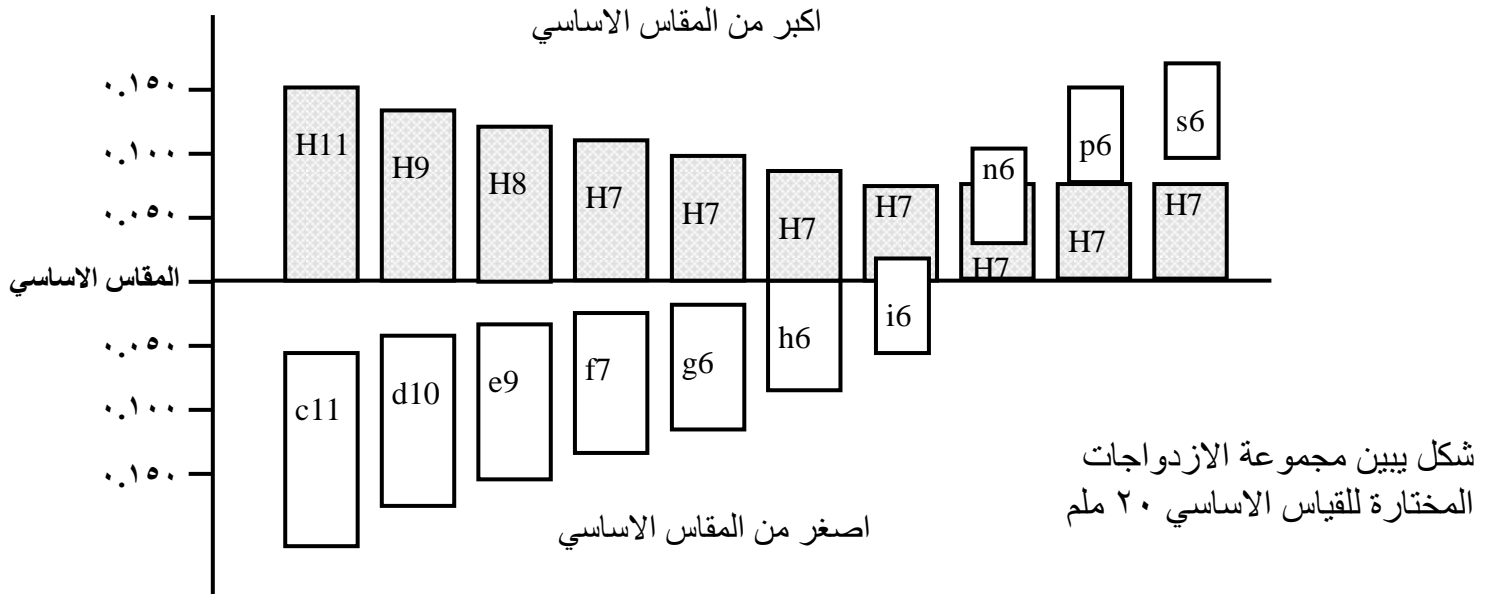 اكبر من المقاس الاساسي
٠.١٥٠
٠.١٠٠
٠.٠٥٠
المقاس الاساسي
٠.٠٥٠
٠.١٠٠
٠.١٥٠
H11
H9
H8
H7
H7
H7
H7
H7
H7
H7
c11
d10
e9
f7
g6
h6
i6
n6
p6
s6
اصغر من المقاس الاساسي
شكل يبين مجموعة الازدواجات
المختارة للقياس الاساسي ٢٠ ملم